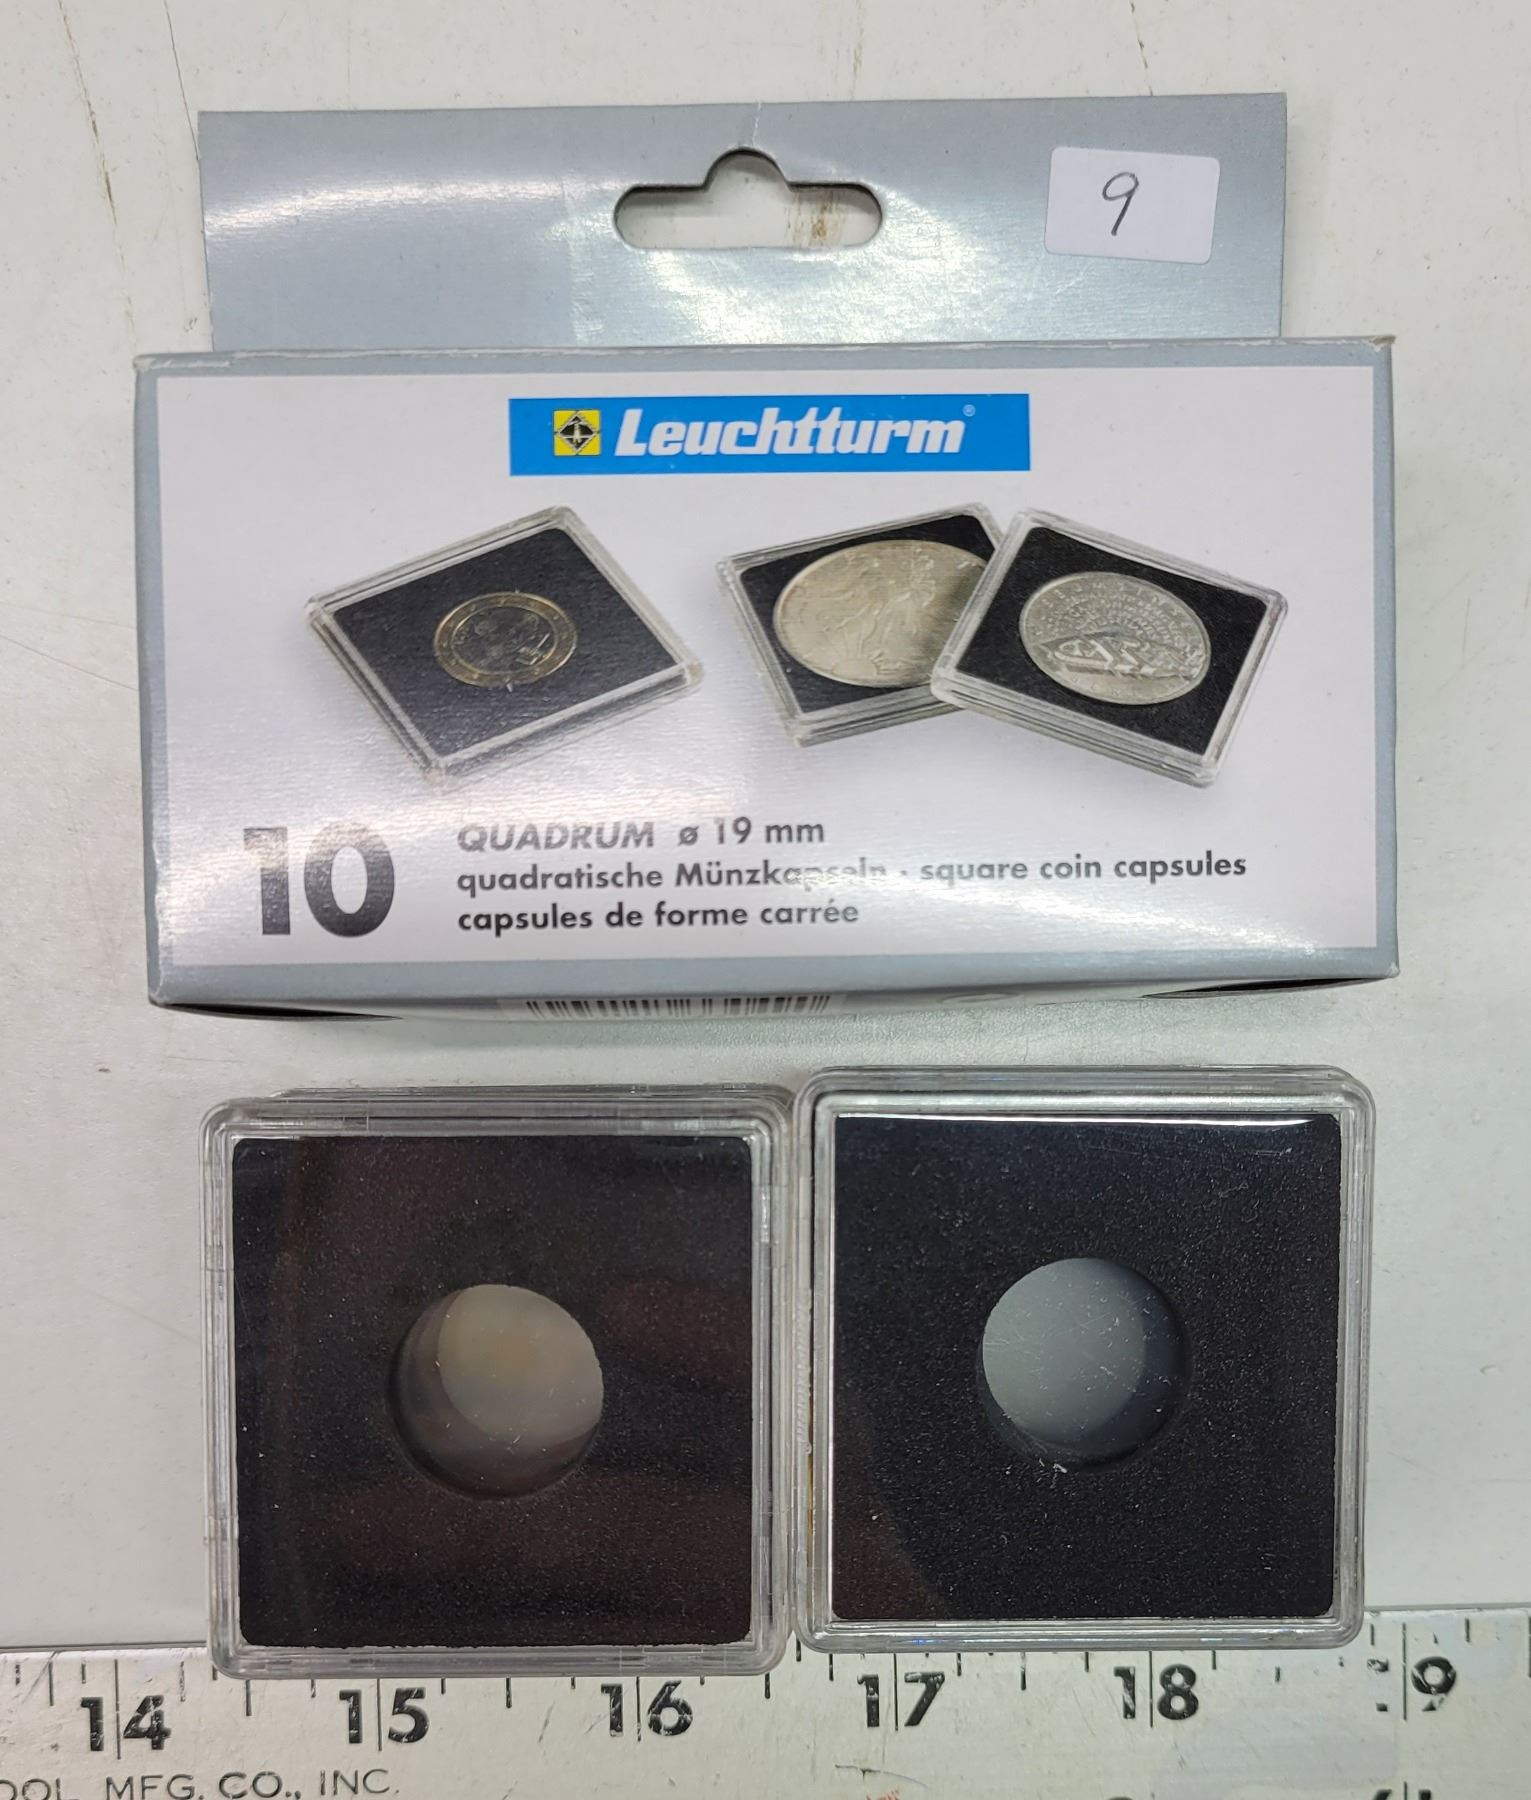 9
Leuchtturm®
10
QUADRUM ø 19 mm
quadratische Münzkapseln · square coin capsules
capsules de forme carrée
14 15 16 17 18 9
OOL MFG. CO., INC.